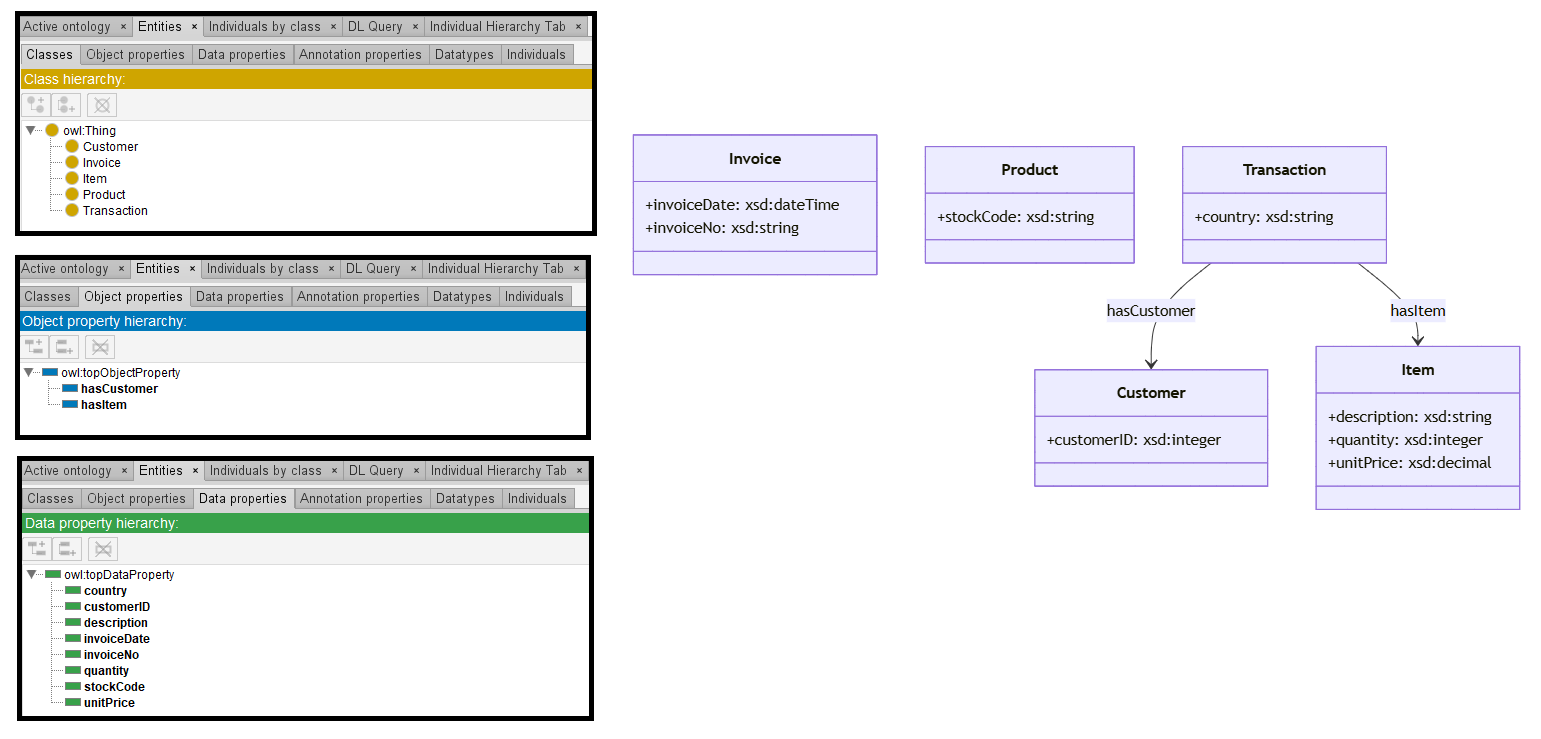 Active ontology × Entities × Individuals by class × DL Query × Individual Hierarchy Tab ×
Classes Object properties Data properties Annotation properties Datatypes Individuals
Class hierarchy:
owl:Thing
Customer
Invoice
Item
Product
Transaction
Active ontology × Entities × Individuals by class × DL Query × Individual Hierarchy Tab ×
Classes Object properties Data properties Annotation properties Datatypes Individuals
Object property hierarchy:
owl:topObjectProperty
hasCustomer
hasItem
Active ontology × Entities × Individuals by class × DL Query × Individual Hierarchy Tab ×
Classes Object properties Data properties Annotation properties Datatypes Individuals
Data property hierarchy:
owl:topDataProperty
country
customerID
description
invoiceDate
invoiceNo
quantity
stockCode
unitPrice
Invoice
+invoiceDate: xsd:dateTime
+invoiceNo: xsd:string
Product
+stockCode: xsd:string
Transaction
+country: xsd:string
hasCustomer
hasItem
Customer
+customerID: xsd:integer
Item
+description: xsd:string
+quantity: xsd:integer
+unitPrice: xsd:decimal